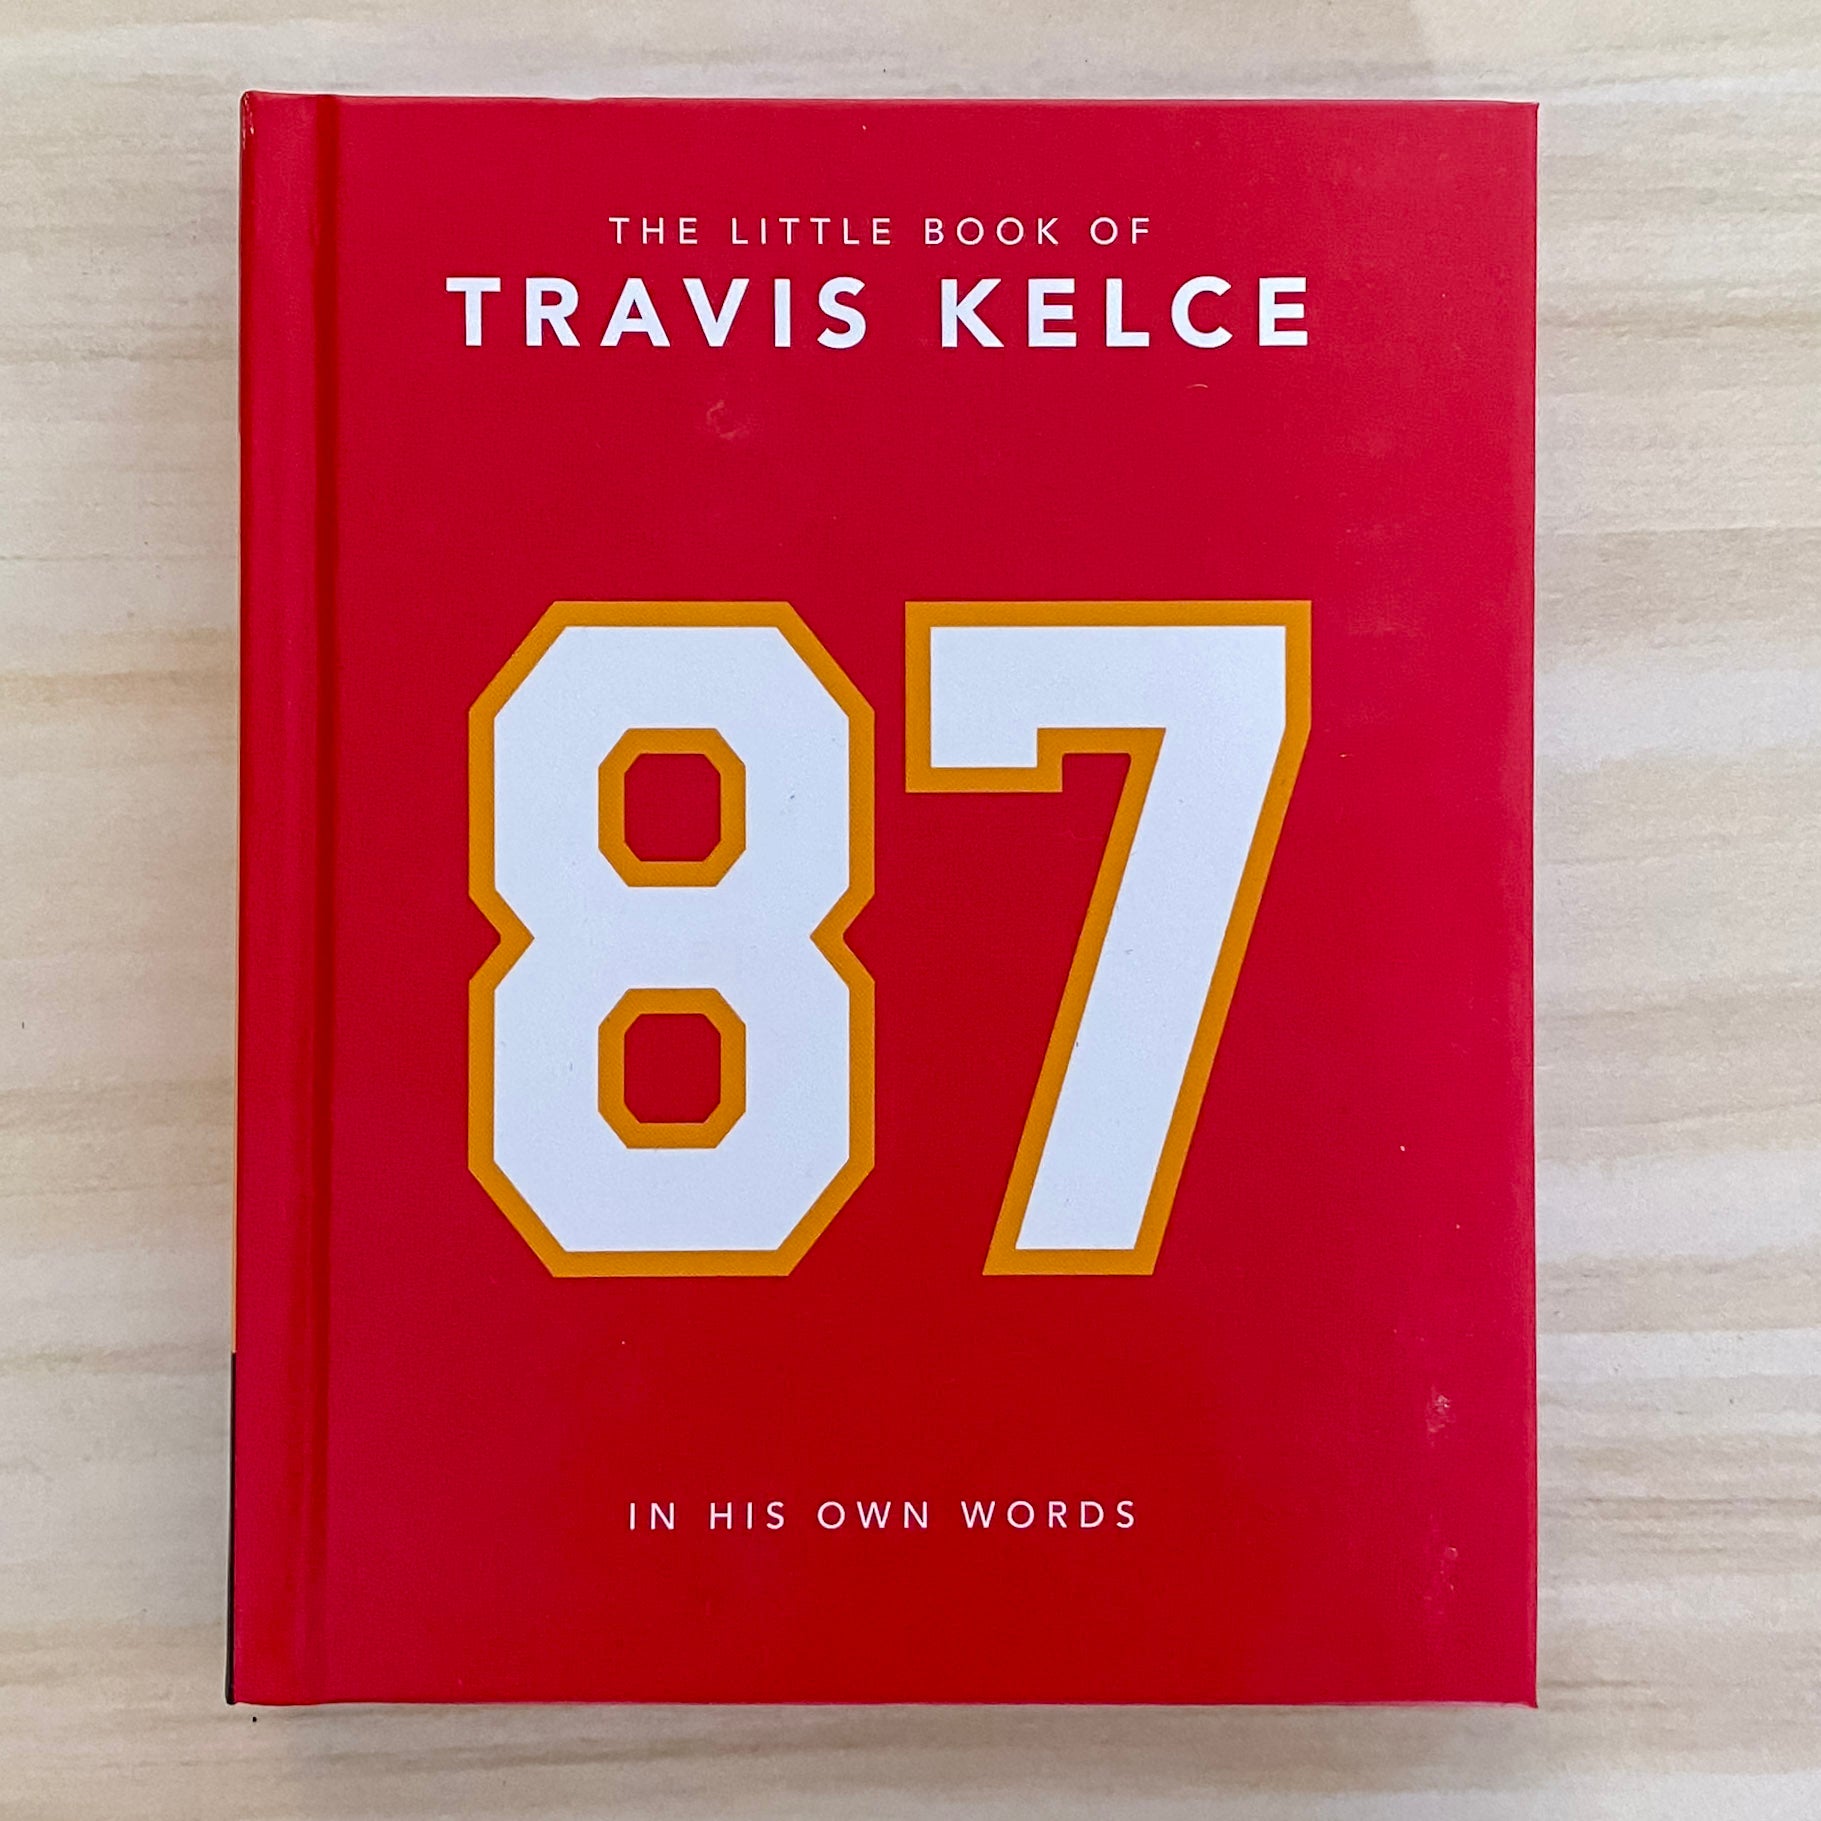 THE LITTLE BOOK OF
TRAVIS KELCE
87
IN HIS OWN WORDS